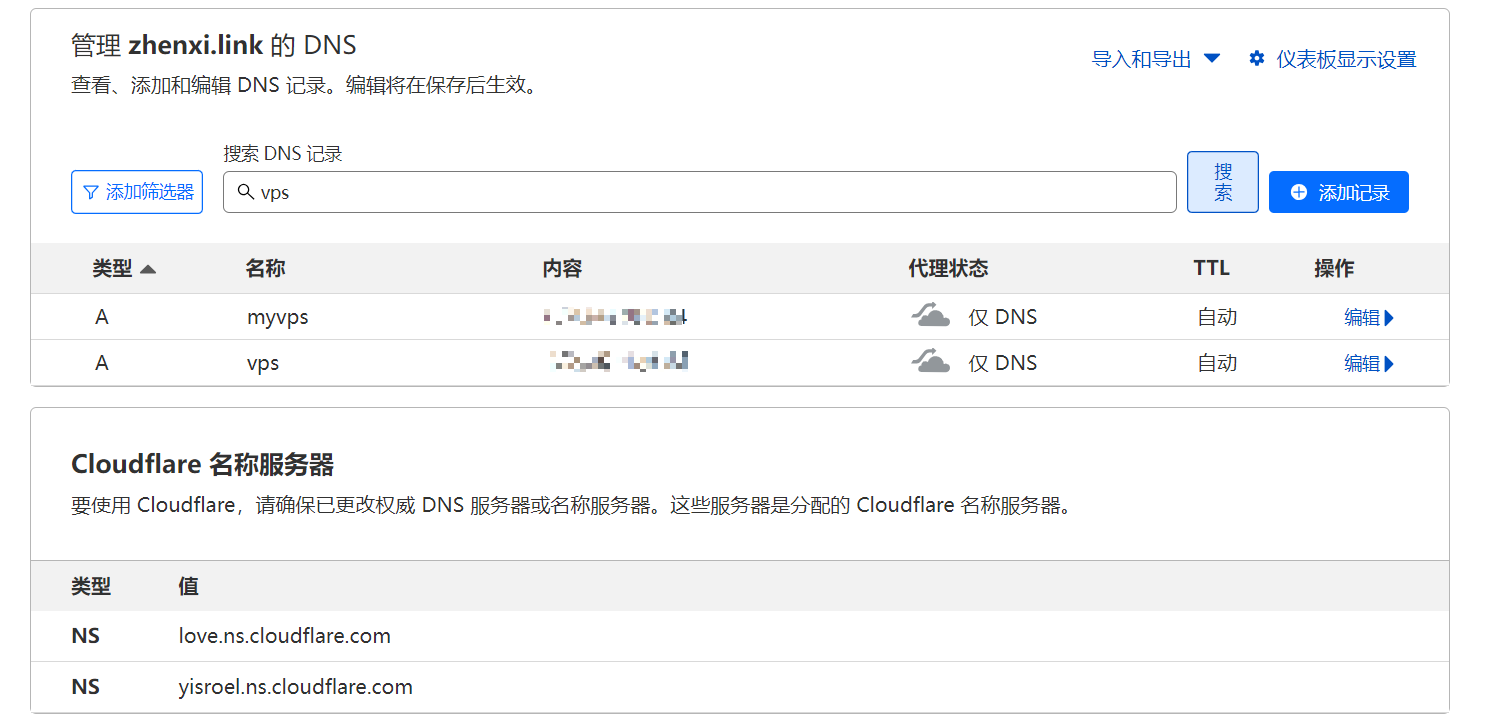 管理 zhenxi.link 的 DNS
导入和导出
仪表板显示设置
查看、添加和编辑 DNS 记录。编辑将在保存后生效。
搜索 DNS 记录
添加筛选器
vps
搜索
添加记录
类型 名称 内容 代理状态 TTL 操作
A myvps 仅 DNS 自动 编辑
A vps 仅 DNS 自动 编辑
Cloudflare 名称服务器
要使用 Cloudflare，请确保已更改权威 DNS 服务器或名称服务器。这些服务器是分配的 Cloudflare 名称服务器。
类型 值
NS love.ns.cloudflare.com
NS yisroel.ns.cloudflare.com